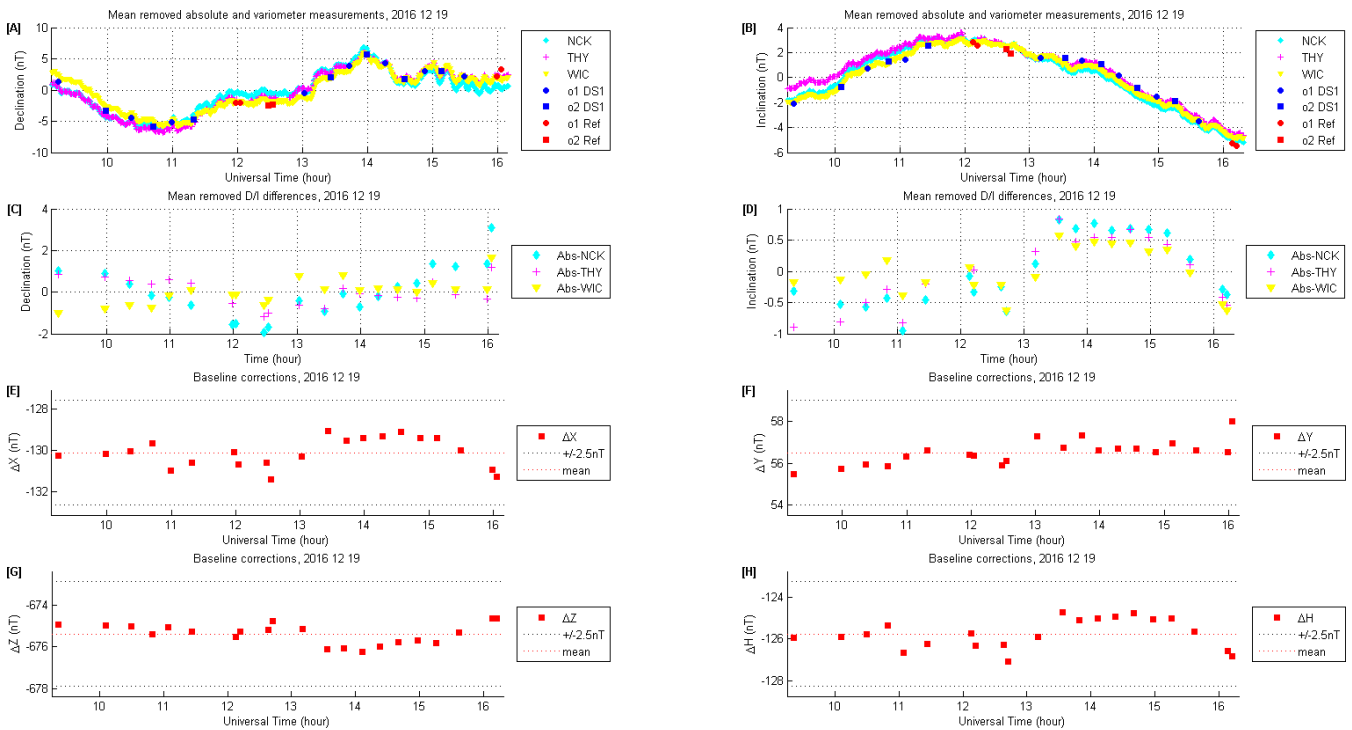 [A]
Mean removed absolute and variometer measurements, 2016 12 19
Declination (nT)
10
5
0
-5
-10
10 11 12 13 14 15 16
Universal Time (hour)
NCK
THY
WIC
o1 DS1
o2 DS1
o1 Ref
o2 Ref
[B]
Mean removed absolute and variometer measurements, 2016 12 19
Inclination (nT)
4
2
0
-2
-4
-6
10 11 12 13 14 15 16
Universal Time (hour)
NCK
THY
WIC
o1 DS1
o2 DS1
o1 Ref
o2 Ref
[C]
Mean removed D/I differences, 2016 12 19
Declination (nT)
4
2
0
-2
10 11 12 13 14 15 16
Time (hour)
Abs-NCK
Abs-THY
Abs-WIC
[D]
Mean removed D/I differences, 2016 12 19
Inclination (nT)
1
0.5
0
-0.5
-1
10 11 12 13 14 15 16
Time (hour)
Abs-NCK
Abs-THY
Abs-WIC
[E]
Baseline corrections, 2016 12 19
ΔX (nT)
-128
-130
-132
10 11 12 13 14 15 16
Universal Time (hour)
ΔX
+/-2.5nT
mean
[F]
Baseline corrections, 2016 12 19
ΔY (nT)
58
56
54
10 11 12 13 14 15 16
Universal Time (hour)
ΔY
+/-2.5nT
mean
[G]
Baseline corrections, 2016 12 19
ΔZ (nT)
-674
-676
-678
10 11 12 13 14 15 16
Universal Time (hour)
ΔZ
+/-2.5nT
mean
[H]
Baseline corrections, 2016 12 19
ΔH (nT)
-124
-126
-128
10 11 12 13 14 15 16
Universal Time (hour)
ΔH
+/-2.5nT
mean